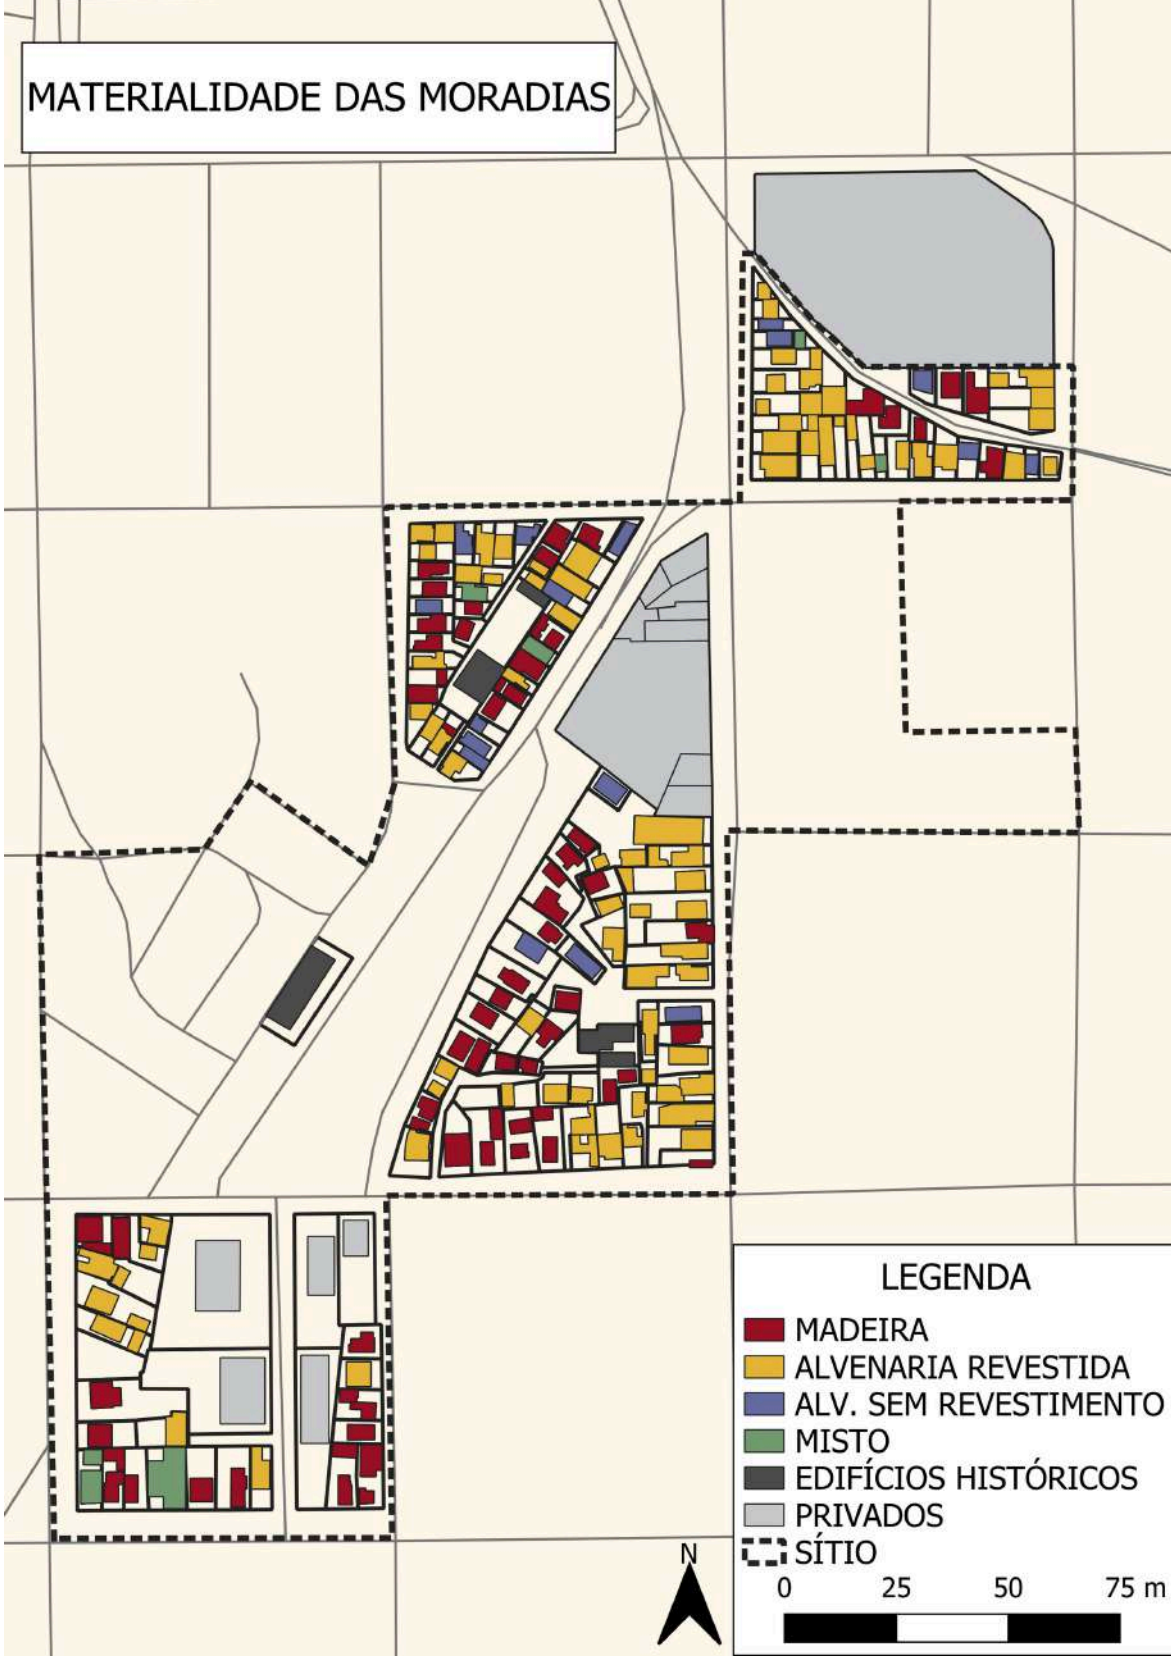 MATERIALIDADE DAS MORADIAS
LEGENDA
MADEIRA
ALVENARIA REVESTIDA
ALV. SEM REVESTIMENTO
MISTO
EDIFÍCIOS HISTÓRICOS
PRIVADOS
SÍTIO
N
0 25 50 75 m